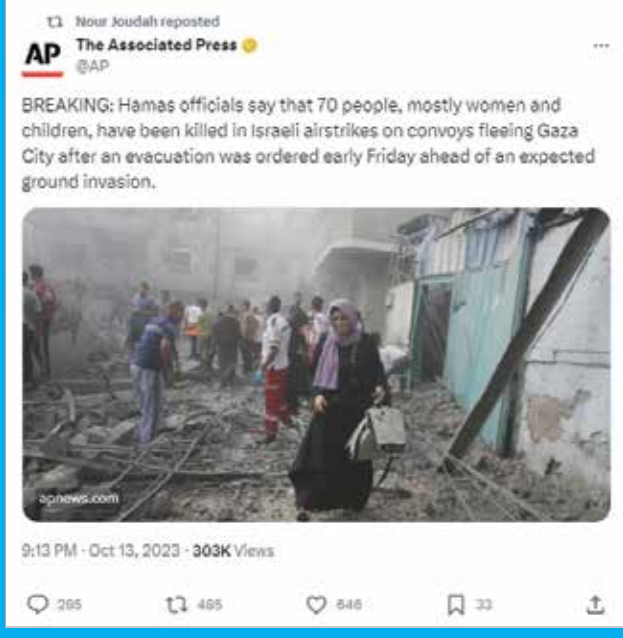 Nour Joudah reposted
AP
The Associated Press
@AP
BREAKING: Hamas officials say that 70 people, mostly women and
children, have been killed in Israeli airstrikes on convoys fleeing Gaza
City after an evacuation was ordered early Friday ahead of an expected
ground invasion.
apnews.com
9:13 PM · Oct 13, 2023 · 303K Views
295 495 646 33